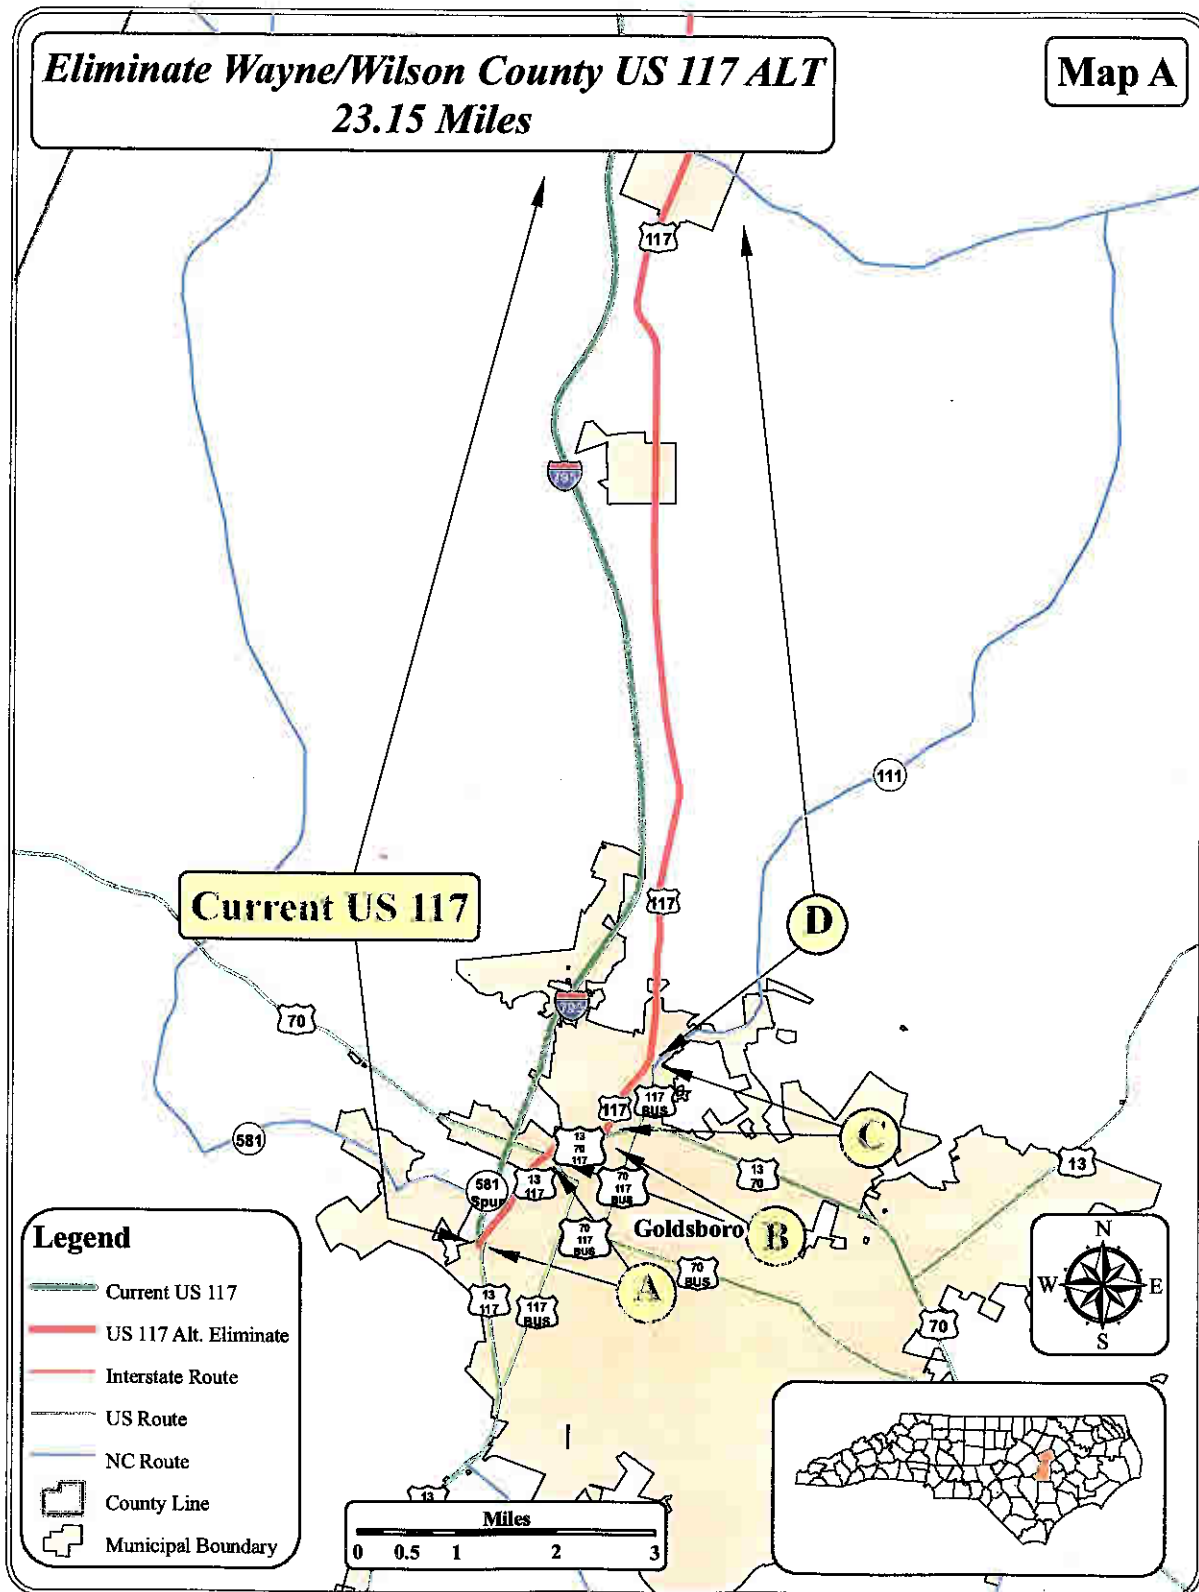 Eliminate Wayne/Wilson County US 117 ALT
23.15 Miles
Map A
117
795
111
Current US 117
117
D
795
70
117
BUS
117
C
581
13
70
117
13
70
13
581
Spur
13
117
70
117
BUS
Goldsboro
B
70
117
BUS
70
BUS
A
13
117
117
BUS
70
13
N
W
E
S
Legend
Current US 117
US 117 Alt. Eliminate
Interstate Route
US Route
NC Route
County Line
Municipal Boundary
Miles
0 0.5 1 2 3